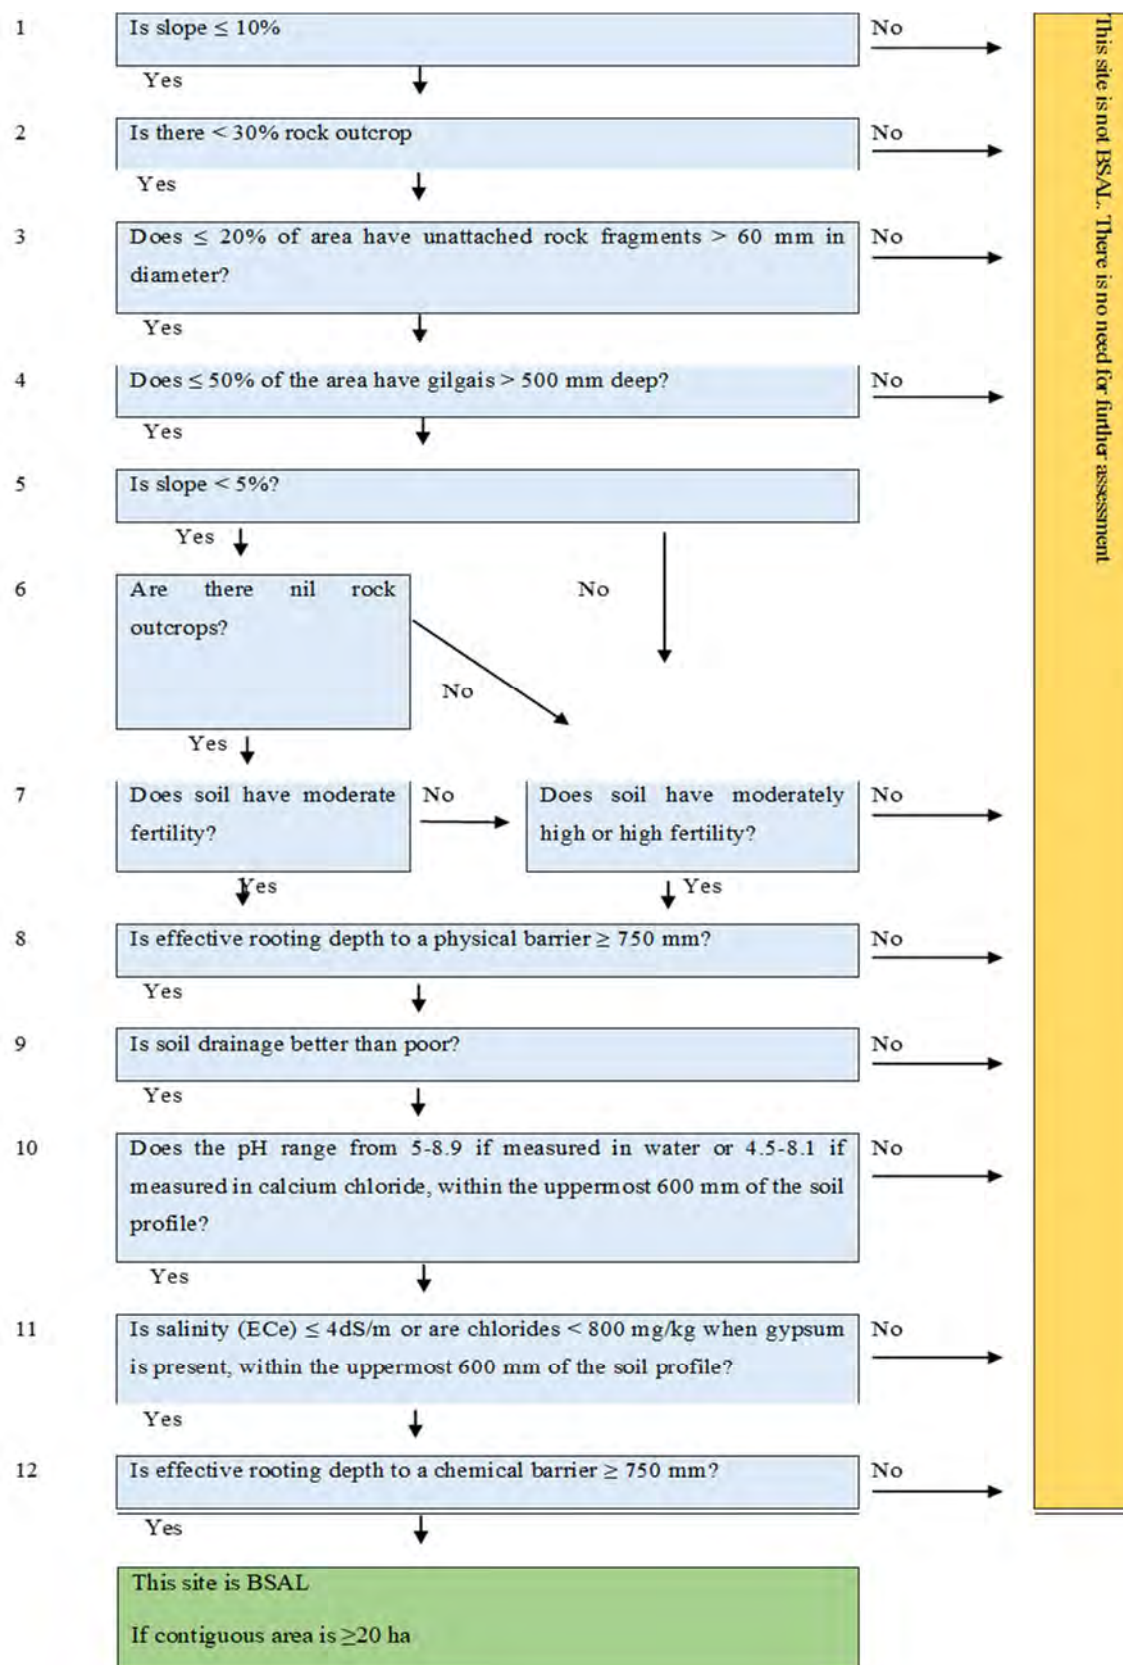 1
Is slope ≤ 10%
No
Yes
2
Is there < 30% rock outcrop
No
Yes
3
Does ≤ 20% of area have unattached rock fragments > 60 mm in
diameter?
No
Yes
4
Does ≤ 50% of the area have gilgais > 500 mm deep?
No
Yes
5
Is slope < 5%?
Yes
No
6
Are there nil rock
outcrops?
No
Yes
7
Does soil have moderate
fertility?
No
Does soil have moderately
high or high fertility?
No
Yes
Yes
8
Is effective rooting depth to a physical barrier ≥ 750 mm?
No
Yes
9
Is soil drainage better than poor?
No
Yes
10
Does the pH range from 5-8.9 if measured in water or 4.5-8.1 if
measured in calcium chloride, within the uppermost 600 mm of the soil
profile?
No
Yes
11
Is salinity (ECe) ≤ 4dS/m or are chlorides < 800 mg/kg when gypsum
is present, within the uppermost 600 mm of the soil profile?
No
Yes
12
Is effective rooting depth to a chemical barrier ≥ 750 mm?
No
Yes
This site is BSAL
If contiguous area is ≥20 ha
This site is not BSAL. There is no need for further assessment